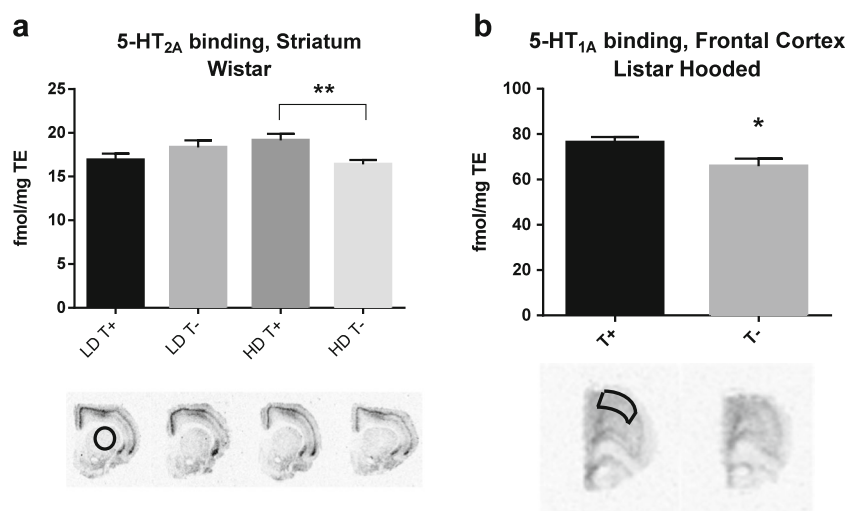 a
5-HT2A binding, Striatum
Wistar
25
20
15
10
5
0
fmol/mg TE
**
LD T+
LD T-
HD T+
HD T-
b
5-HT1A binding, Frontal Cortex
Listar Hooded
100
80
60
40
20
0
fmol/mg TE
*
T+
T-